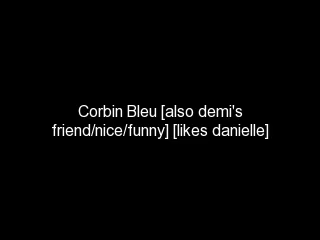 Corbin Bleu [also demi's
friend/nice/funny] [likes danielle]